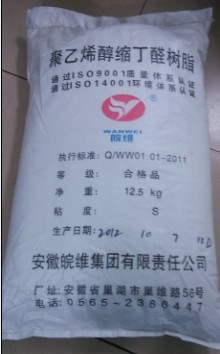 聚乙烯醇缩丁醛树脂
通过ISO9001质量体系认证
通过ISO14001环境体系认证
WANWEI
皖维
执行标准: Q/WW01.01-2011
等 级: 合格品
净 重: 12.5 kg
粘 度: S
生产日期: 2012 10 7
安徽皖维集团有限责任公司
厂址: 安徽省巢湖市巢维路56号
电话: 0565-2386447